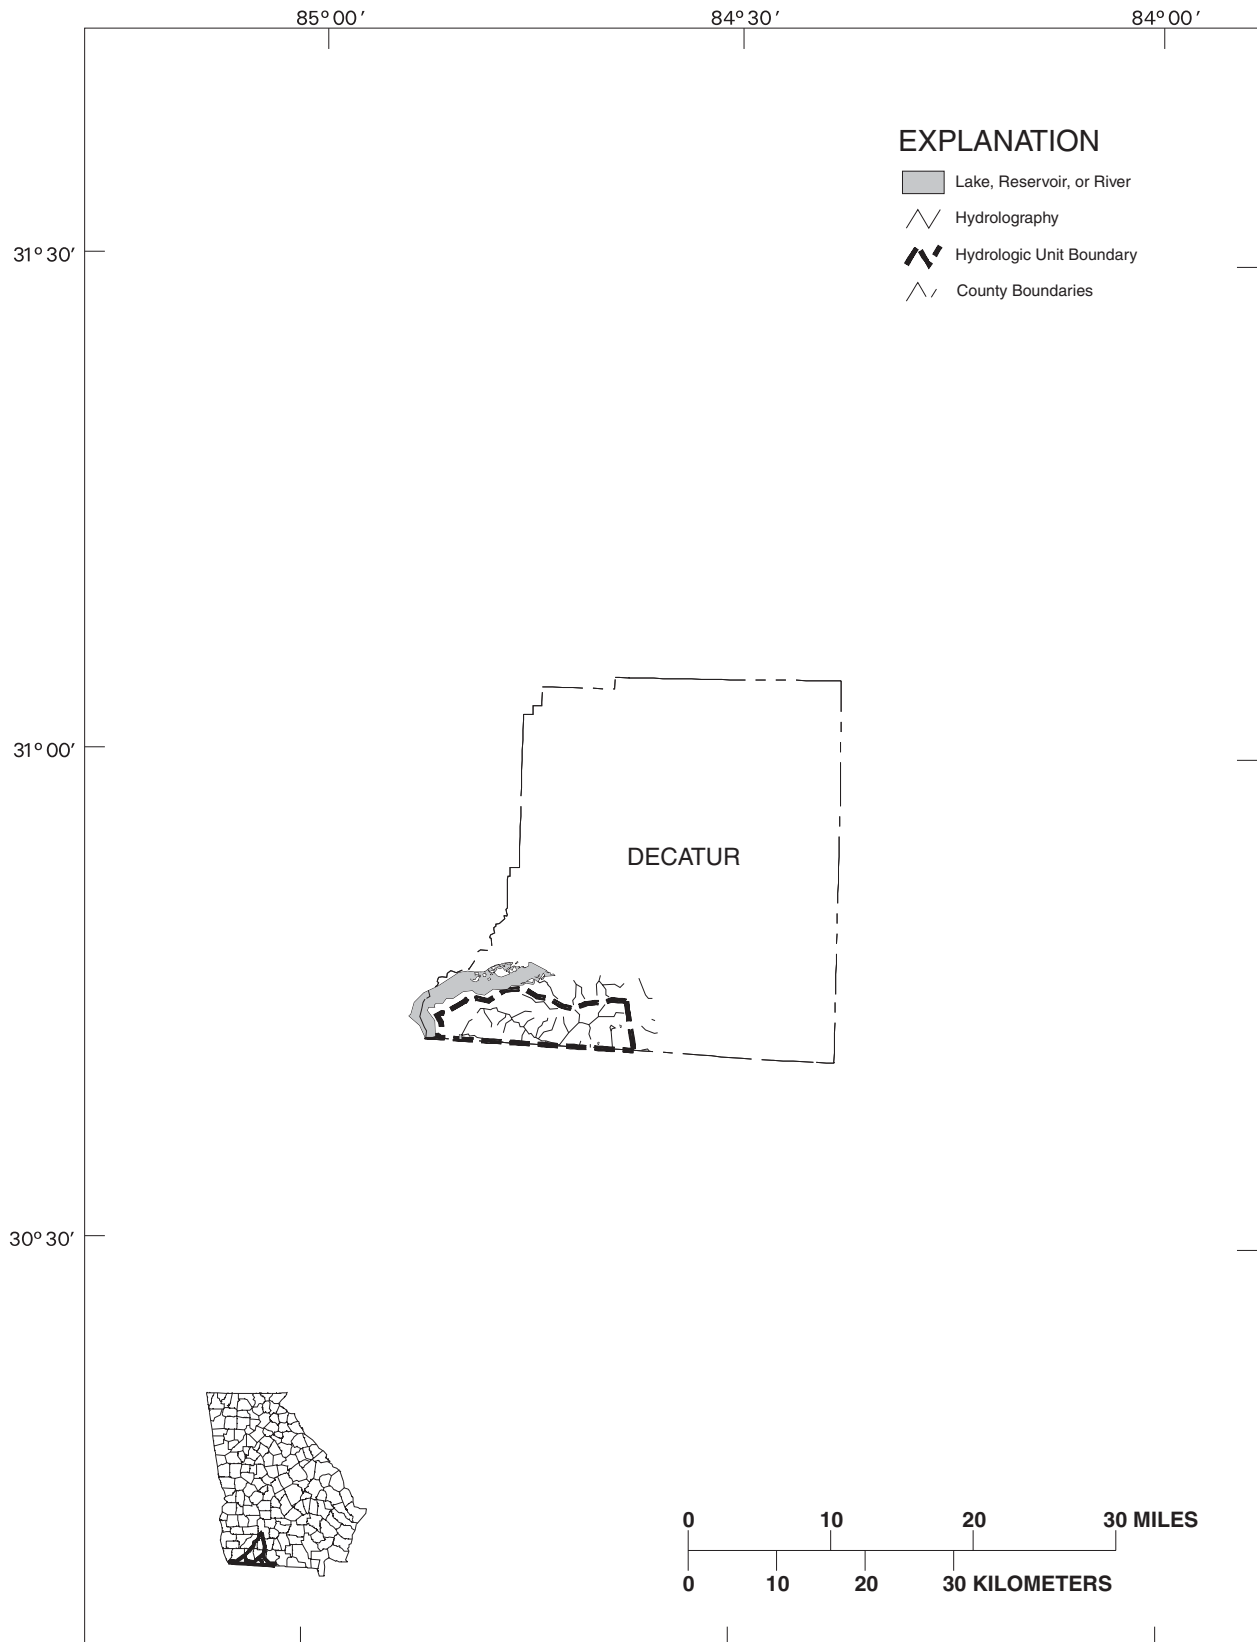 85° 00′ 84° 30′ 84° 00′
EXPLANATION
Lake, Reservoir, or River
Hydrolography
31° 30′
Hydrologic Unit Boundary
County Boundaries
31° 00′
DECATUR
30° 30′
0 10 20 30 MILES
0 10 20 30 KILOMETERS